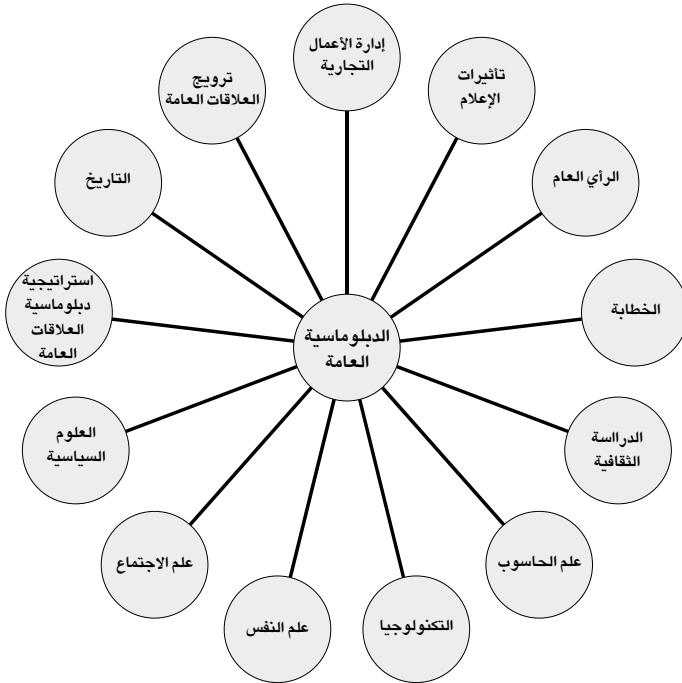 إدارة الأعمال
التجارية
تأثيرات
الإعلام
الرأي العام
الخطابة
الدرااسة
الثقافية
علم الحاسوب
التكنولوجيا
علم النفس
علم الاجتماع
العلوم
السياسية
استراتيجية
دبلوماسية
العلاقات
العامة
التاريخ
ترويج
العلاقات العامة
الدبلوماسية
العامة